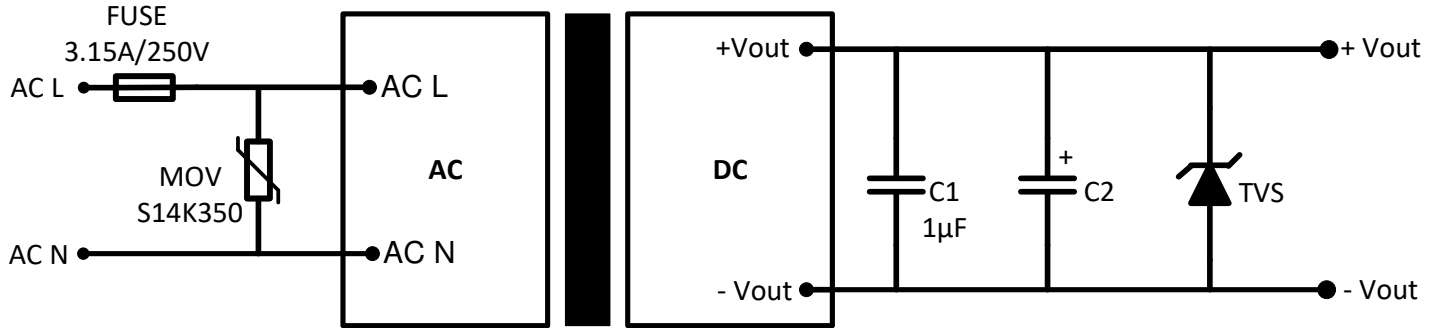 FUSE
3.15A/250V
AC L
AC L
MOV
S14K350
AC N
AC N
AC
DC
+Vout
- Vout
C1
1µF
+
C2
TVS
+ Vout
- Vout